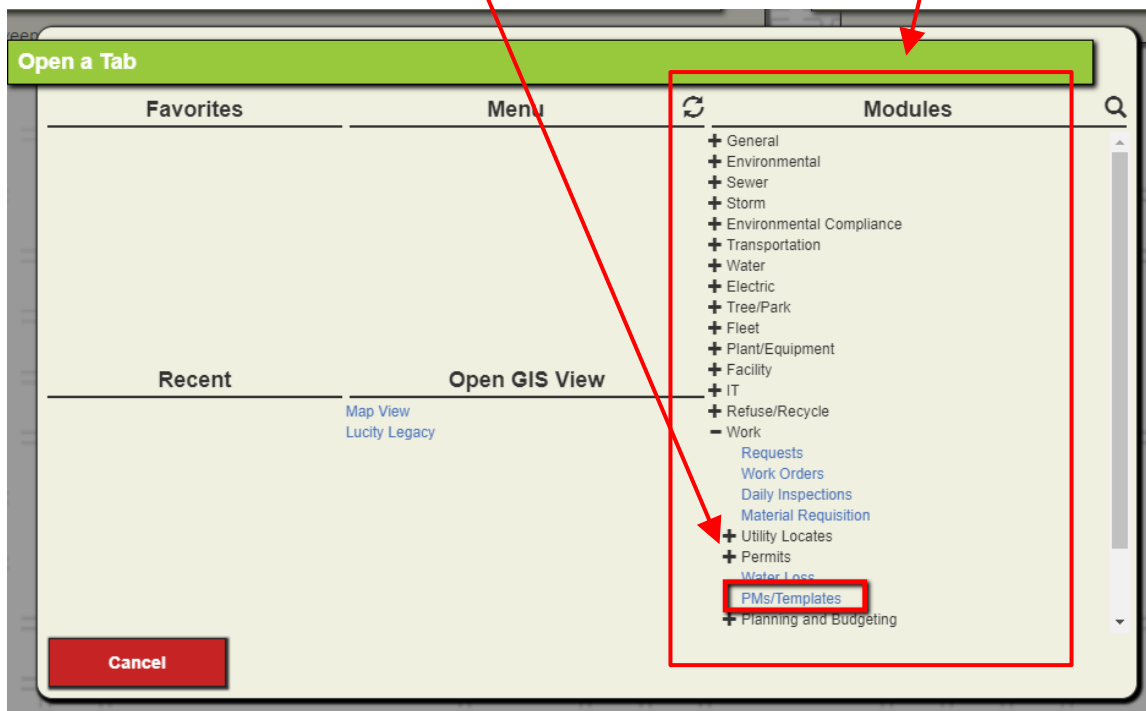 Open a Tab
Favorites
Menu
Modules
General
Environmental
Sewer
Storm
Environmental Compliance
Transportation
Water
Electric
Tree/Park
Fleet
Plant/Equipment
Facility
IT
Refuse/Recycle
Work
Requests
Work Orders
Daily Inspections
Material Requisition
Utility Locates
Permits
Water Loss
PMs/Templates
Planning and Budgeting
Recent
Open GIS View
Map View
Lucity Legacy
Cancel